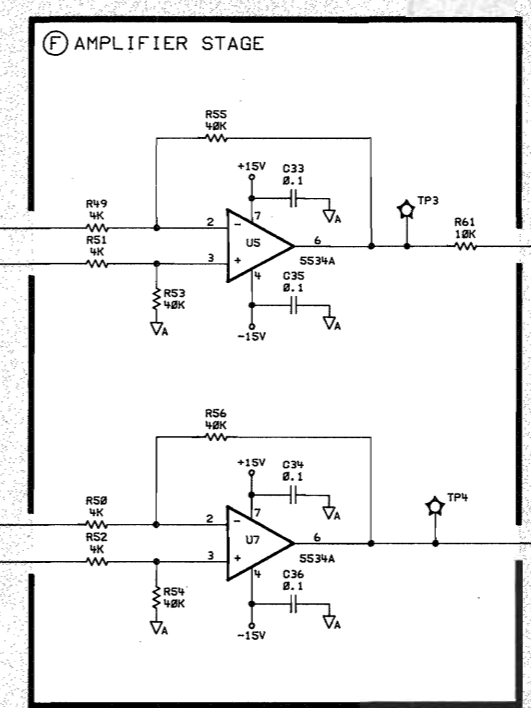 F AMPLIFIER STAGE
R55
40K
+15V
C33
0.1
A
TP3
R49
4K
2
-
7
U5
6
R61
10K
R51
4K
3
+
4
5534A
R53
40K
A
C35
0.1
A
-15V
R56
40K
+15V
C34
0.1
A
TP4
R50
4K
2
-
7
U7
6
R52
4K
3
+
4
5534A
R54
40K
A
C36
0.1
A
-15V